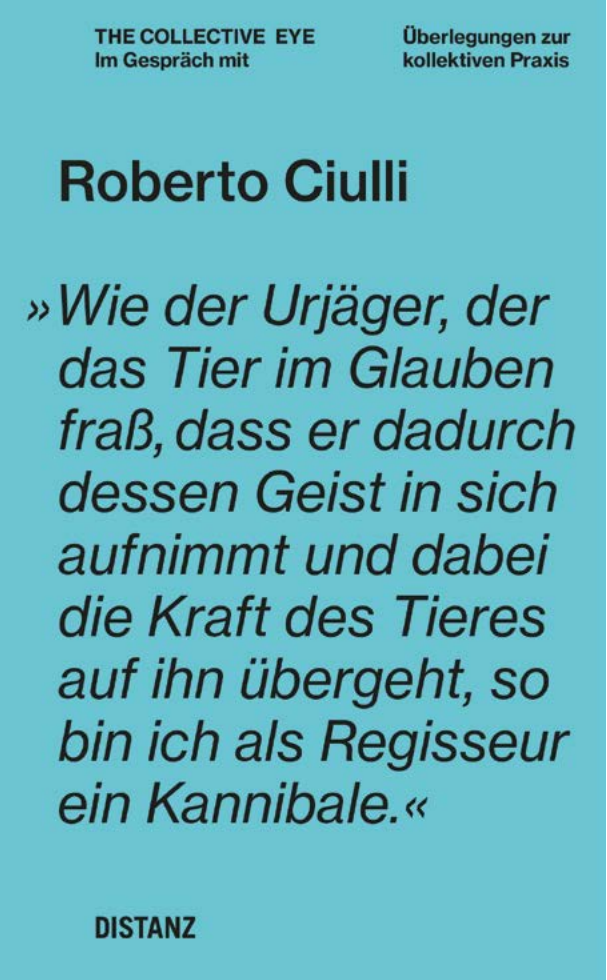 THE COLLECTIVE EYE
Im Gespräch mit
Überlegungen zur
kollektiven Praxis
Roberto Ciulli
»Wie der Urjäger, der
das Tier im Glauben
fraß, dass er dadurch
dessen Geist in sich
aufnimmt und dabei
die Kraft des Tieres
auf ihn übergeht, so
bin ich als Regisseur
ein Kannibale.«
DISTANZ